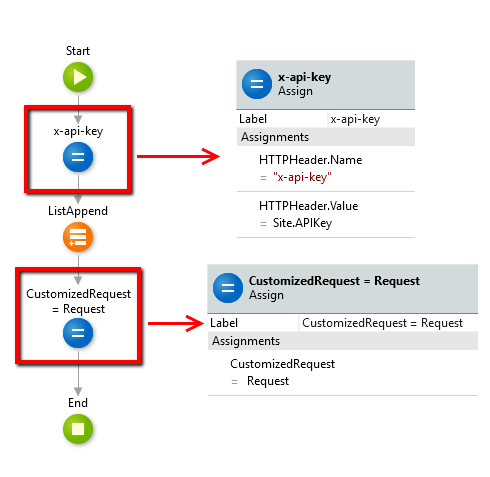 Start
x-api-key
ListAppend
CustomizedRequest
= Request
End
x-api-key
Assign
Label x-api-key
Assignments
HTTPHeader.Name
= "x-api-key"
HTTPHeader.Value
= Site.APIKey
CustomizedRequest = Request
Assign
Label CustomizedRequest = Request
Assignments
CustomizedRequest
= Request